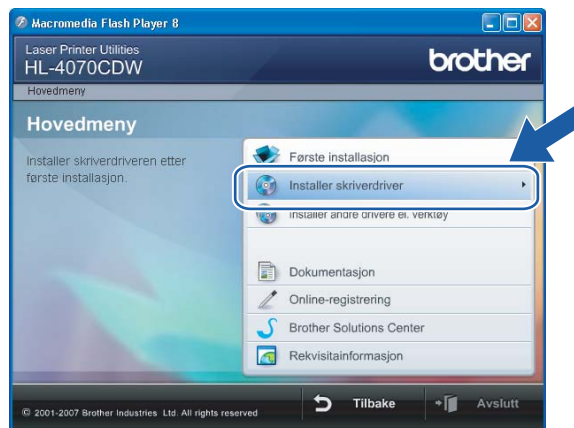 Macromedia Flash Player 8
Laser Printer Utilities
HL-4070CDW
brother
Hovedmeny
Hovedmeny
Installer skriverdriveren etter
første installasjon.
Første installasjon
Installer skriverdriver
Installer andre drivere el. verktøy
Dokumentasjon
Online-registrering
Brother Solutions Center
Rekvisitainformasjon
© 2001-2007 Brother Industries Ltd. All rights reserved
Tilbake
Avslutt